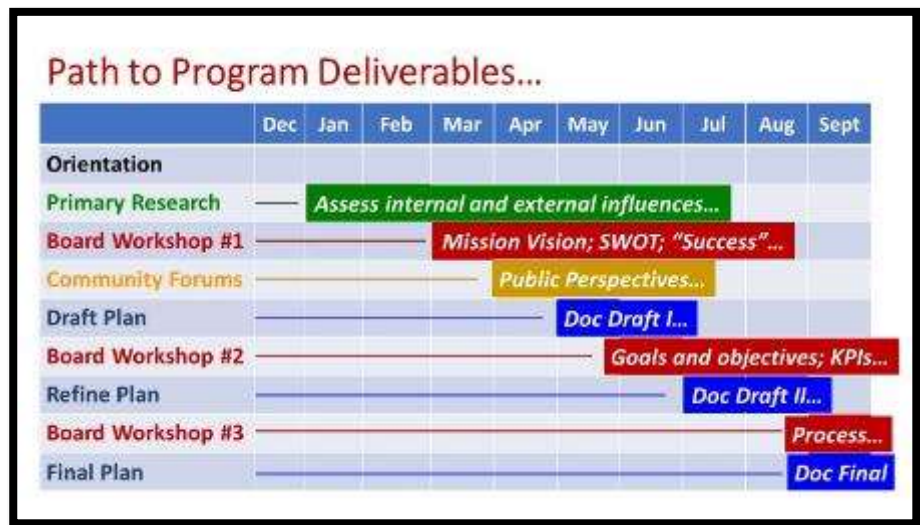 Path to Program Deliverables...
Dec Jan Feb Mar Apr May Jun Jul Aug Sept
Orientation
Primary Research Assess internal and external influences...
Board Workshop #1 Mission Vision; SWOT; “Success”...
Community Forums Public Perspectives...
Draft Plan Doc Draft I...
Board Workshop #2 Goals and objectives; KPIs...
Refine Plan Doc Draft II...
Board Workshop #3 Process...
Final Plan Doc Final